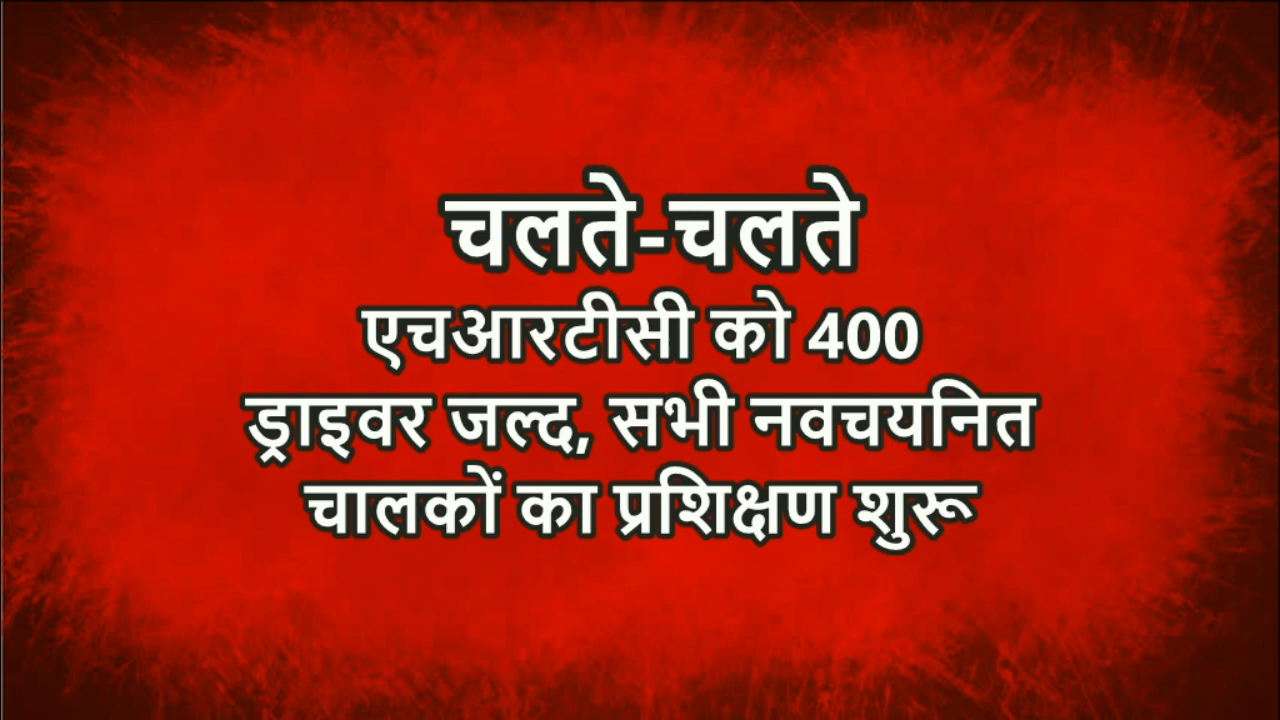 चलते-चलते
एचआरटीसी को 400
ड्राइवर जल्द, सभी नवचयनित
चालकों का प्रशिक्षण शुरू